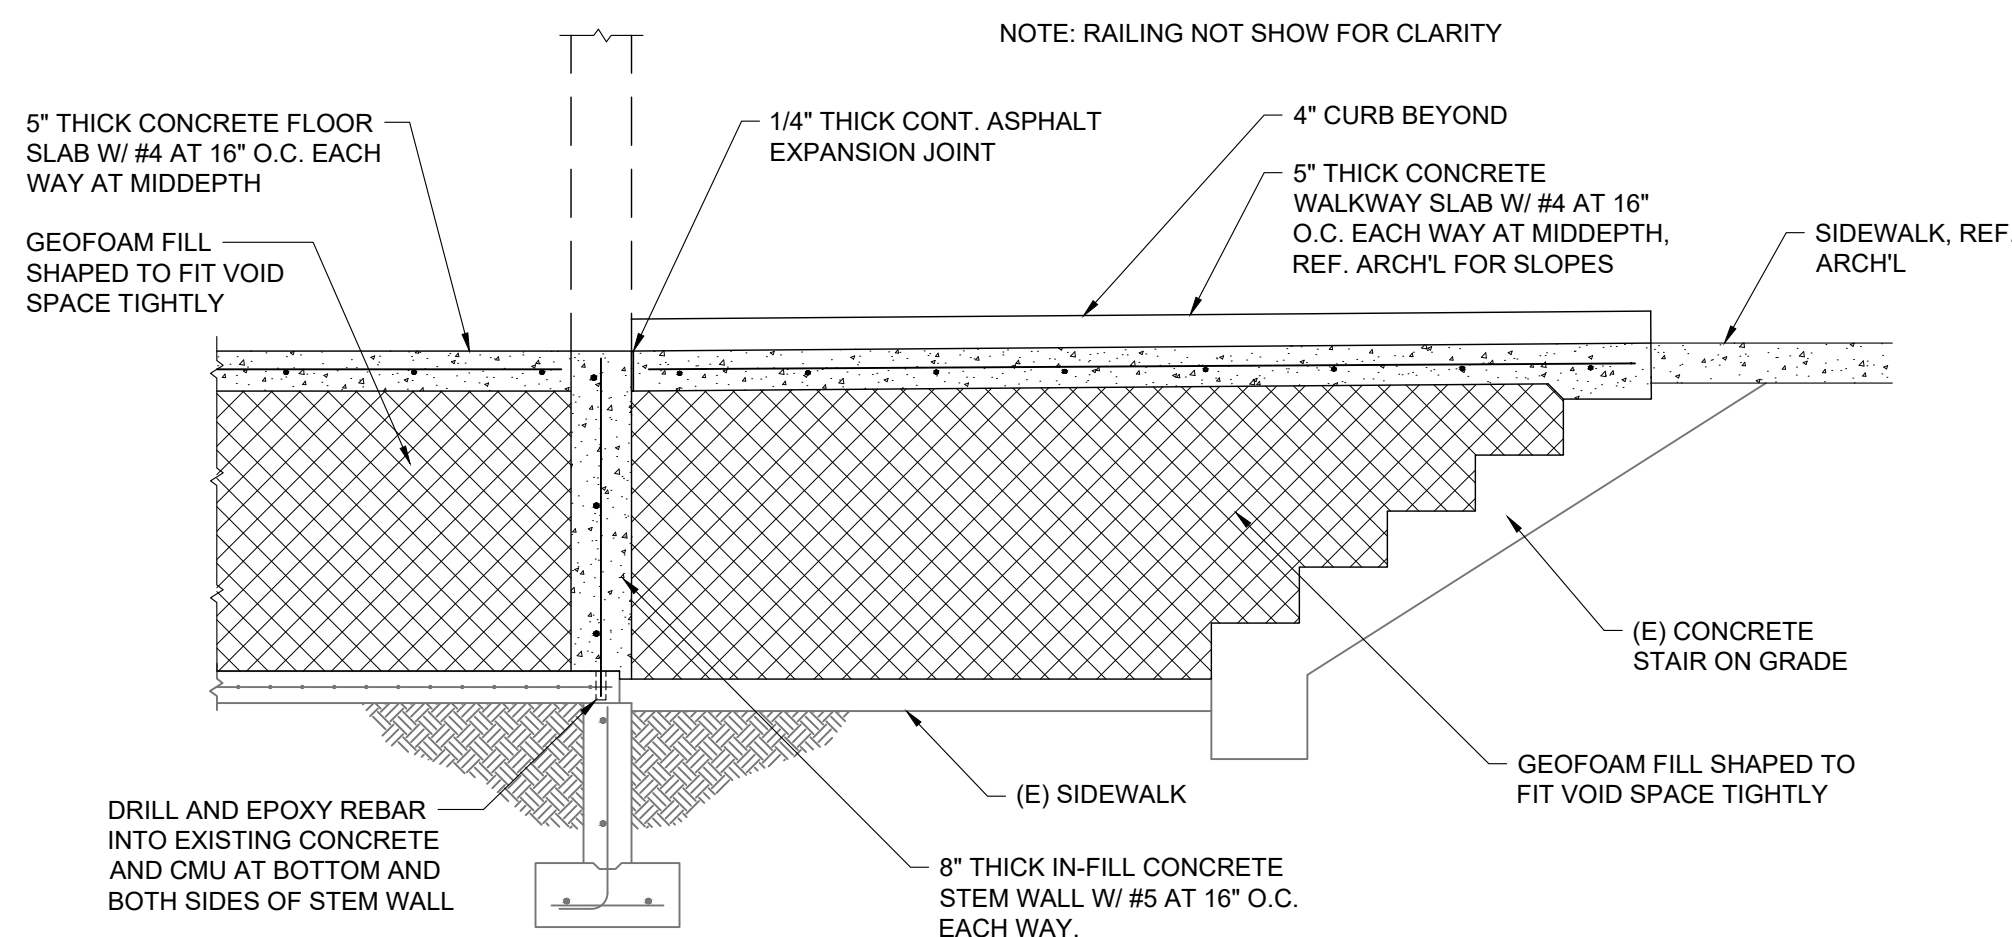 NOTE: RAILING NOT SHOW FOR CLARITY
5" THICK CONCRETE FLOOR
SLAB W/ #4 AT 16" O.C. EACH
WAY AT MIDDEPTH
GEOFOAM FILL
SHAPED TO FIT VOID
SPACE TIGHTLY
1/4" THICK CONT. ASPHALT
EXPANSION JOINT
4" CURB BEYOND
5" THICK CONCRETE
WALKWAY SLAB W/ #4 AT 16"
O.C. EACH WAY AT MIDDEPTH,
REF. ARCH'L FOR SLOPES
SIDEWALK, REF.
ARCH'L
(E) CONCRETE
STAIR ON GRADE
GEOFOAM FILL SHAPED TO
FIT VOID SPACE TIGHTLY
(E) SIDEWALK
8" THICK IN-FILL CONCRETE
STEM WALL W/ #5 AT 16" O.C.
EACH WAY.
DRILL AND EPOXY REBAR
INTO EXISTING CONCRETE
AND CMU AT BOTTOM AND
BOTH SIDES OF STEM WALL